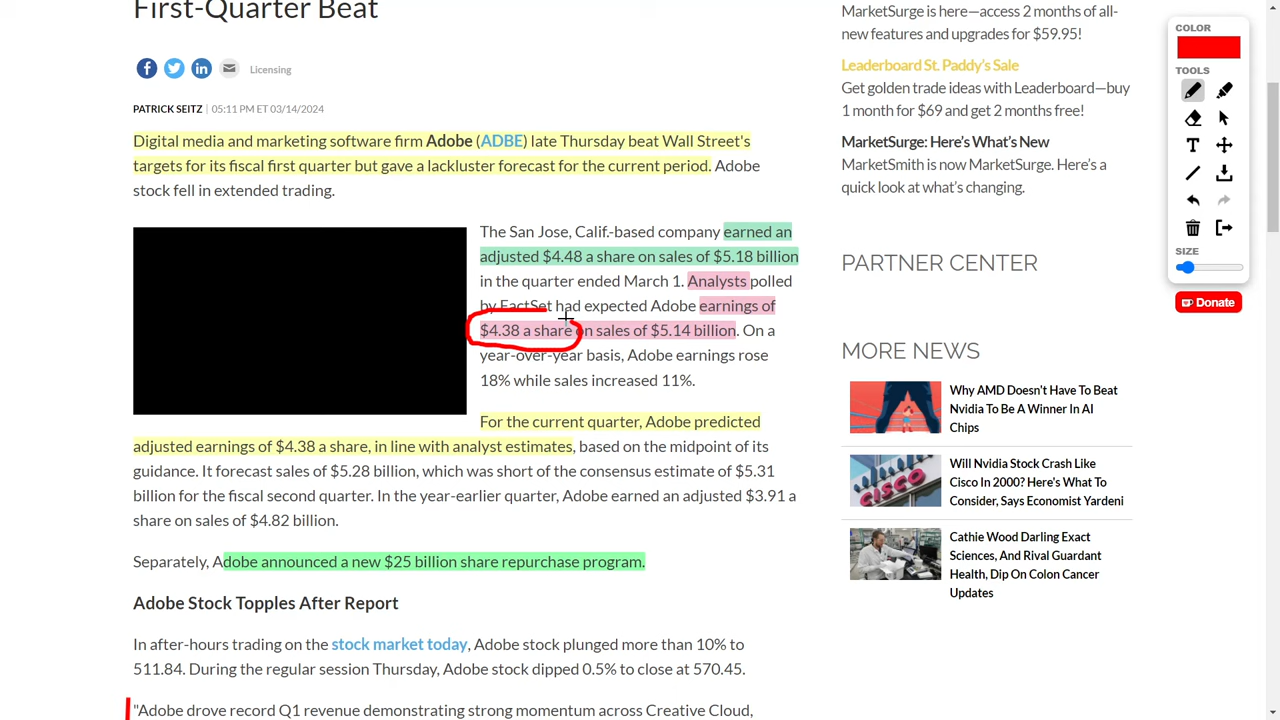 First-Quarter Beat
Licensing
PATRICK SEITZ | 05:11 PM ET 03/14/2024
Digital media and marketing software firm Adobe (ADBE) late Thursday beat Wall Street's
targets for its fiscal first quarter but gave a lackluster forecast for the current period. Adobe
stock fell in extended trading.
The San Jose, Calif.-based company earned an
adjusted $4.48 a share on sales of $5.18 billion
in the quarter ended March 1. Analysts polled
by FactSet had expected Adobe earnings of
$4.38 a share on sales of $5.14 billion. On a
year-over-year basis, Adobe earnings rose
18% while sales increased 11%.
For the current quarter, Adobe predicted
adjusted earnings of $4.38 a share, in line with analyst estimates, based on the midpoint of its
guidance. It forecast sales of $5.28 billion, which was short of the consensus estimate of $5.31
billion for the fiscal second quarter. In the year-earlier quarter, Adobe earned an adjusted $3.91 a
share on sales of $4.82 billion.
Separately, Adobe announced a new $25 billion share repurchase program.
Adobe Stock Topples After Report
In after-hours trading on the stock market today, Adobe stock plunged more than 10% to
511.84. During the regular session Thursday, Adobe stock dipped 0.5% to close at 570.45.
"Adobe drove record Q1 revenue demonstrating strong momentum across Creative Cloud,
MarketSurge is here—access 2 months of all-
new features and upgrades for $59.95!
Leaderboard St. Paddy's Sale
Get golden trade ideas with Leaderboard—buy
1 month for $69 and get 2 months free!
MarketSurge: Here's What's New
MarketSmith is now MarketSurge. Here's a
quick look at what's changing.
PARTNER CENTER
MORE NEWS
Why AMD Doesn't Have To Beat
Nvidia To Be A Winner In AI
Chips
CISCO
Will Nvidia Stock Crash Like
Cisco In 2000? Here's What To
Consider, Says Economist Yardeni
Cathie Wood Darling Exact
Sciences, And Rival Guardant
Health, Dip On Colon Cancer
Updates
COLOR
TOOLS
T
SIZE
Donate